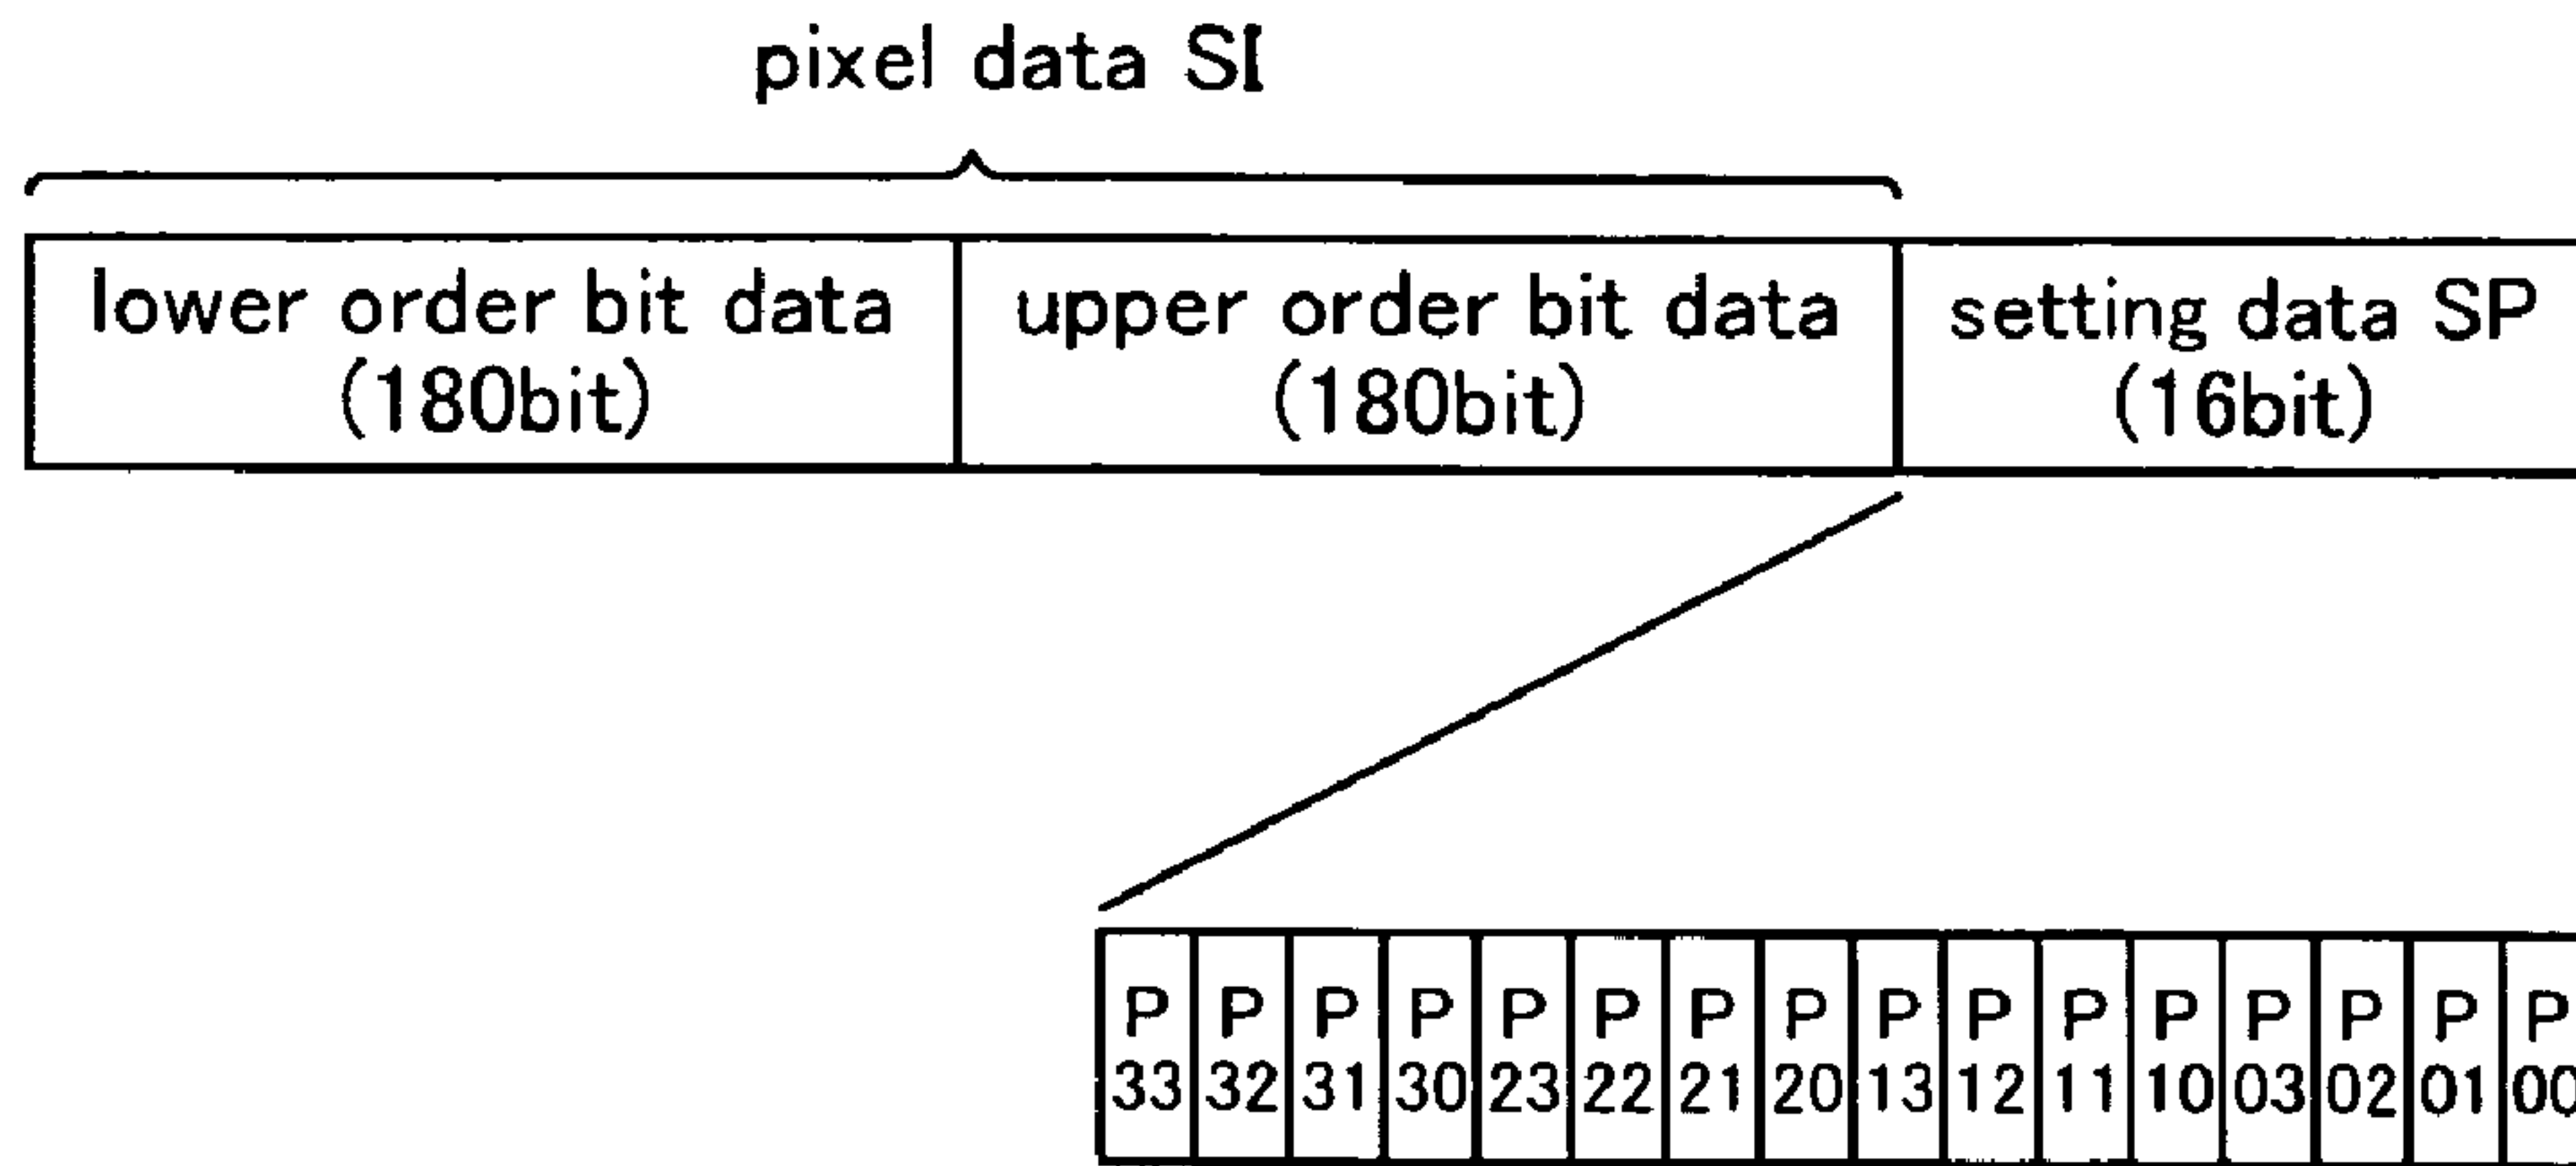 pixel data SI
lower order bit data
(180bit)
upper order bit data
(180bit)
setting data SP
(16bit)
P P P P P P P P P P P P P P P P
33 32 31 30 23 22 21 20 13 12 11 10 03 02 01 00